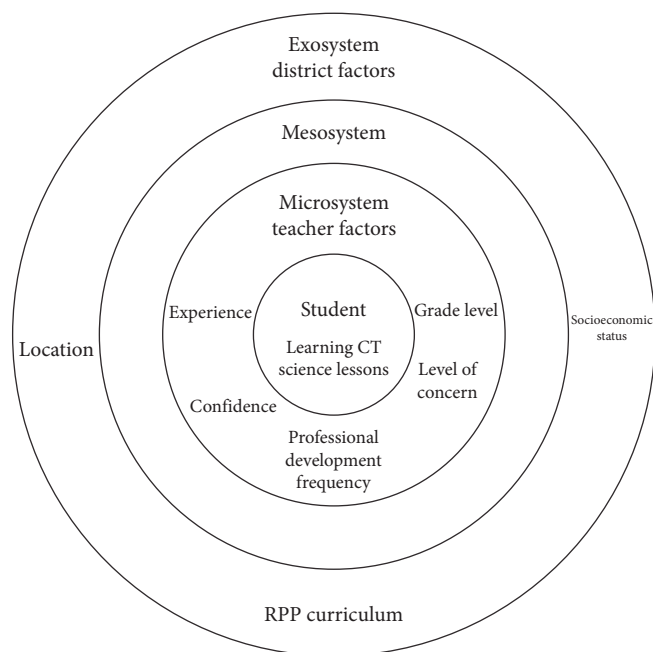 Exosystem
district factors
Mesosystem
Microsystem
teacher factors
Experience
Student
Grade level
Learning CT
science lessons
Location
Socioeconomic
status
Level of
concern
Confidence
Professional
development
frequency
RPP curriculum